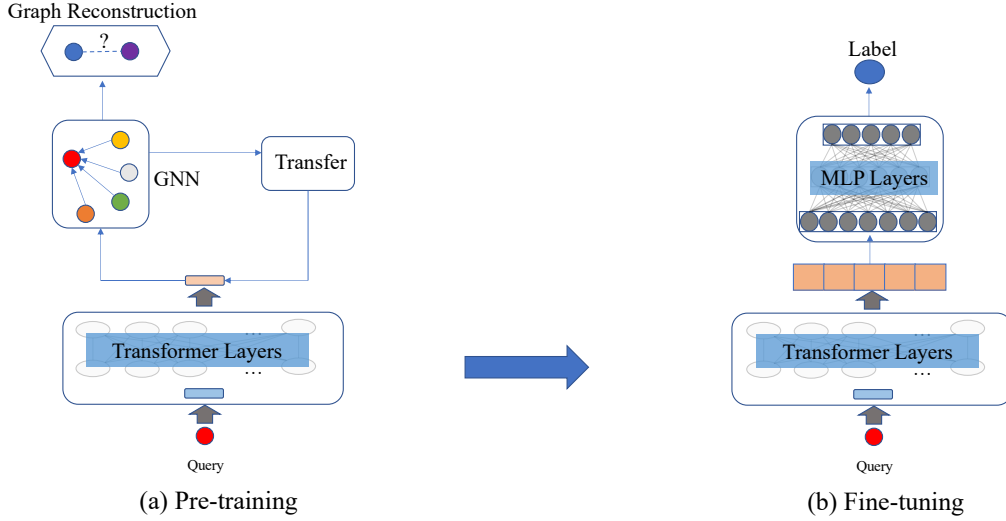 Graph Reconstruction
?
GNN
Transfer
Transformer Layers
...
...
Query
(a) Pre-training
Label
MLP Layers
Transformer Layers
...
...
Query
(b) Fine-tuning